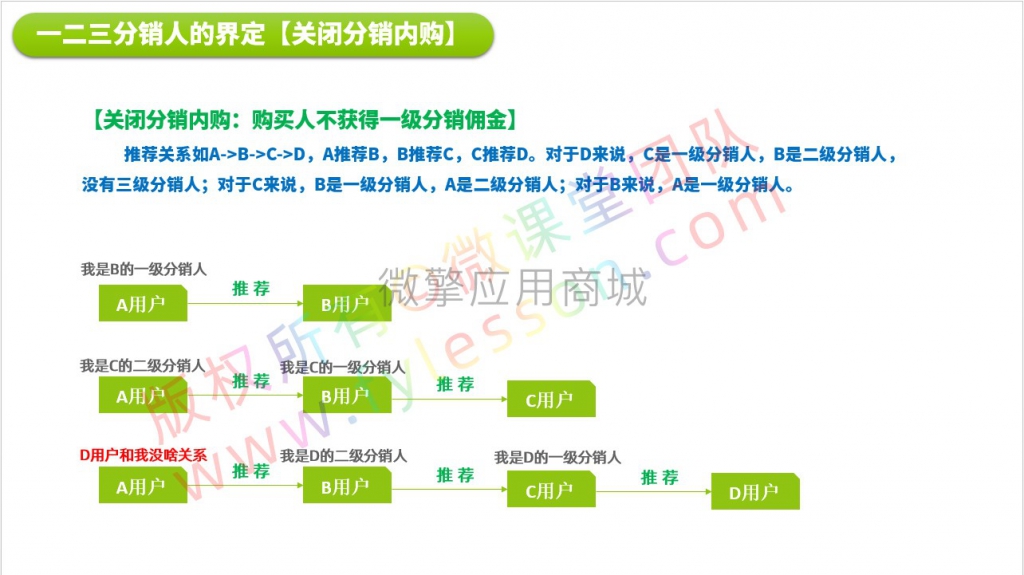 一二三分销人的界定【关闭分销内购】
【关闭分销内购：购买人不获得一级分销佣金】
推荐关系如A->B->C->D，A推荐B，B推荐C，C推荐D。对于D来说，C是一级分销人，B是二级分销人，
没有三级分销人；对于C来说，B是一级分销人，A是二级分销人；对于B来说，A是一级分销人。
我是B的一级分销人
A用户 推 荐 B用户
我是C的二级分销人 我是C的一级分销人
A用户 推 荐 B用户 推 荐 C用户
D用户和我没啥关系 我是D的二级分销人 我是D的一级分销人
A用户 推 荐 B用户 推 荐 C用户 推 荐 D用户
微擎应用商城
版权所有©微课堂团队
www.fylesson.com